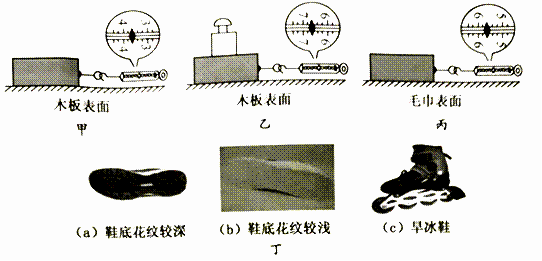 木板表面
木板表面
毛巾表面
甲
乙
丙
(a) 鞋底花纹较深
(b) 鞋底花纹较浅
(c) 旱冰鞋
丁